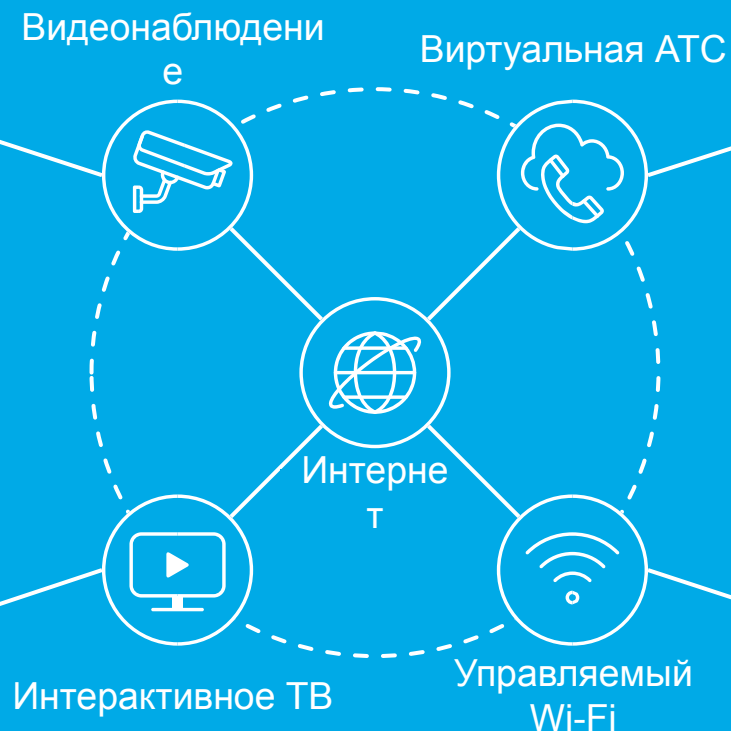 Видеонаблюдени
е
Виртуальная АТС
Интерне
т
Интерактивное ТВ
Управляемый
Wi-Fi